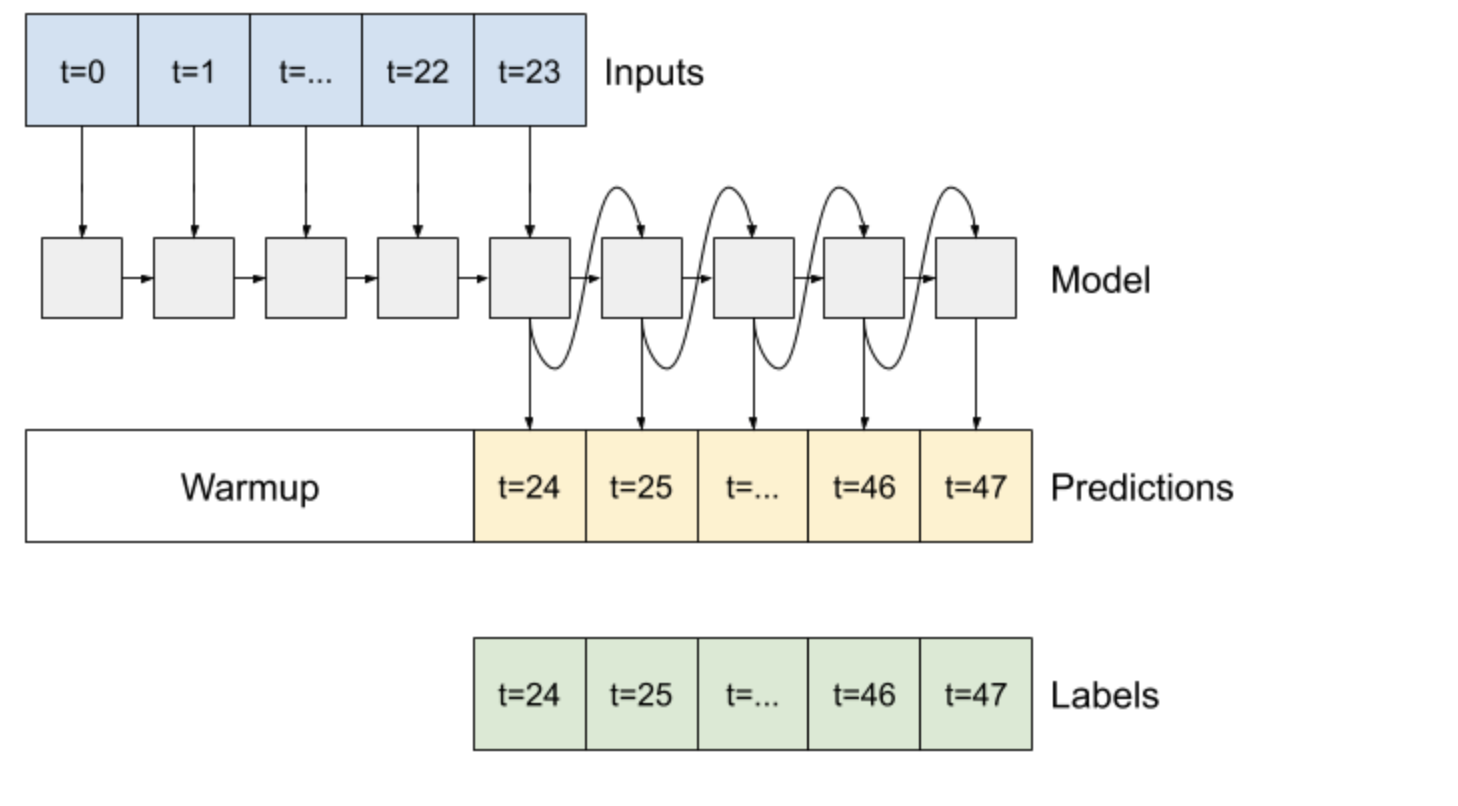 t=0 t=1 t=... t=22 t=23 Inputs
Model
Warmup t=24 t=25 t=... t=46 t=47 Predictions
t=24 t=25 t=... t=46 t=47 Labels